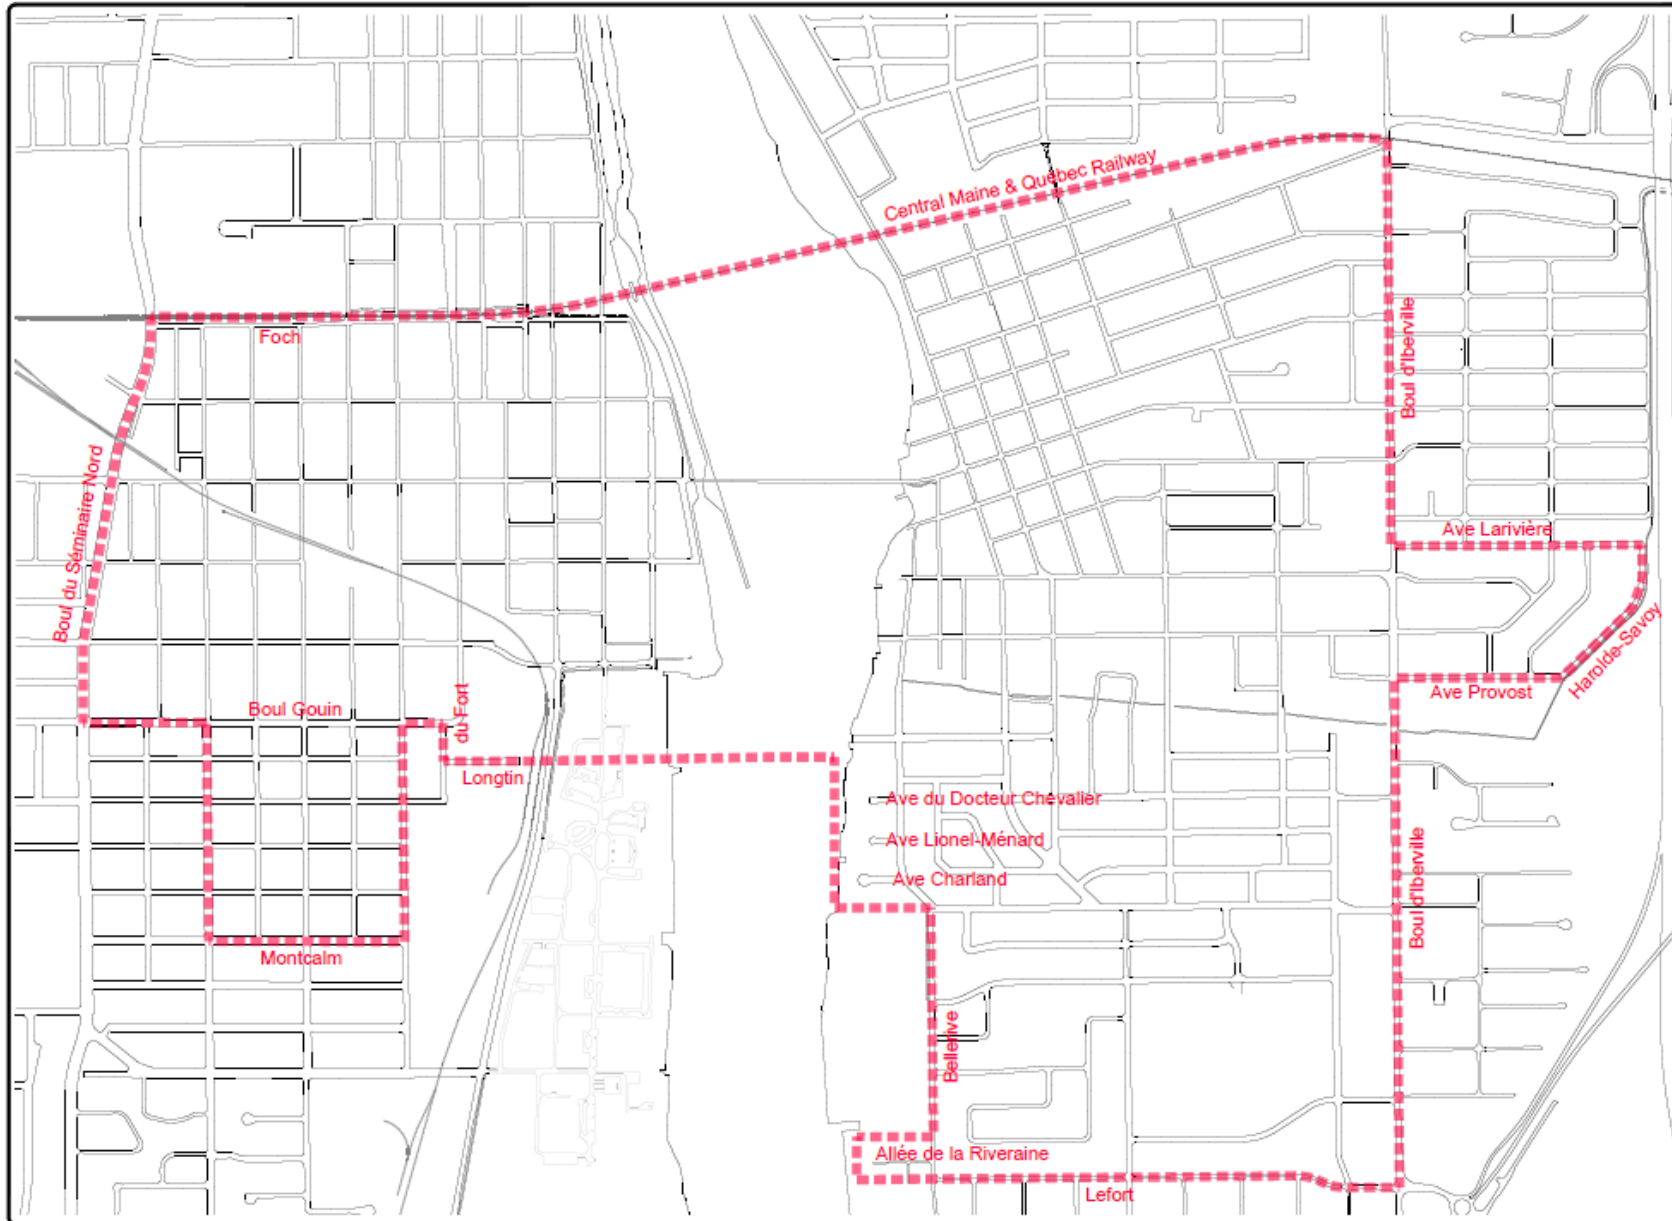 Central Maine & Québec Railway
Foch
Boul d'Iberville
Boul du Séminaire Nord
Ave Larivière
Harolde-Savoy
Ave Provost
Boul Gouin
du Fort
Longtin
Ave du Docteur Chevalier
Ave Lionel-Ménard
Ave Charland
Boul d'Iberville
Montcalm
Bellerive
Allée de la Riveraine
Lefort